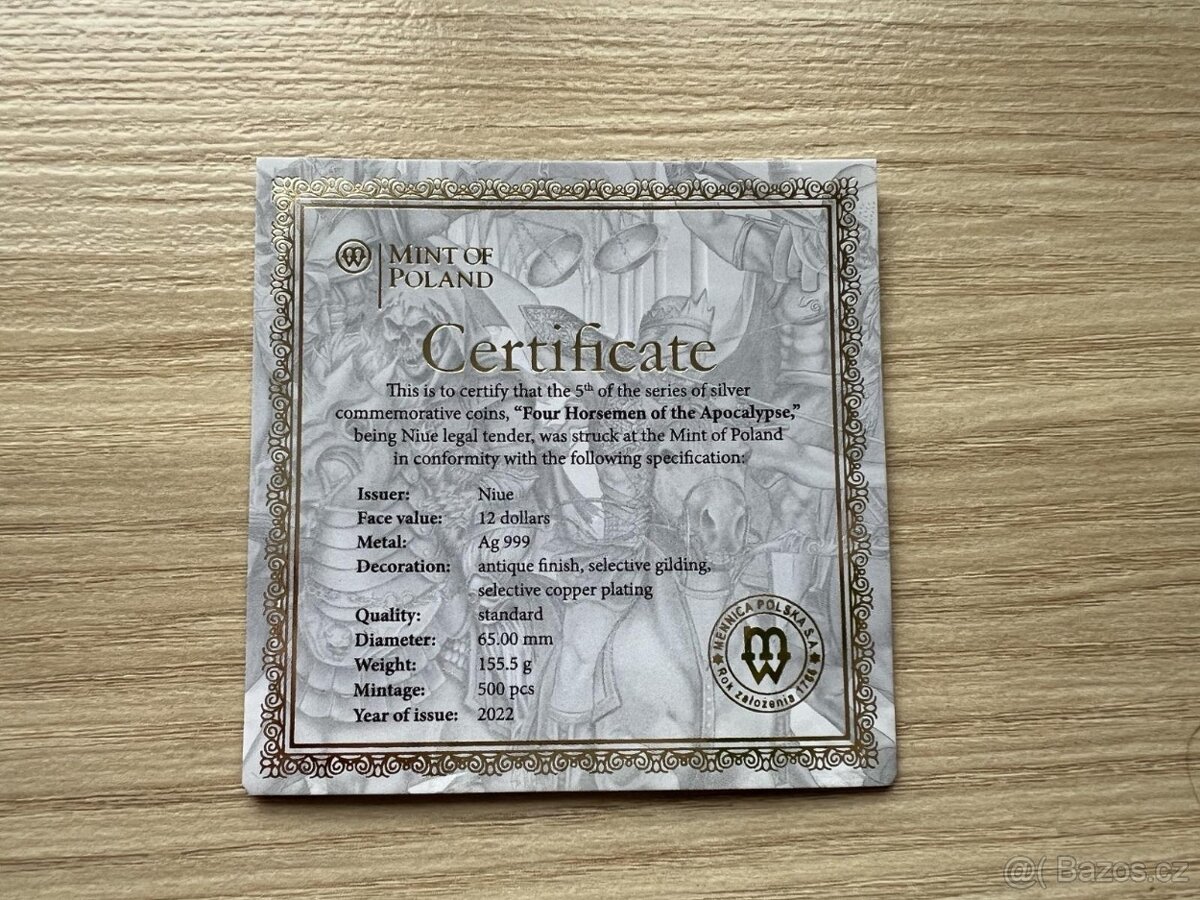 MINT OF
POLAND
Certificate
This is to certify that the 5th of the series of silver
commemorative coins, “Four Horsemen of the Apocalypse,”
being Niue legal tender, was struck at the Mint of Poland
in conformity with the following specification:
Issuer: Niue
Face value: 12 dollars
Metal: Ag 999
Decoration: antique finish, selective gilding,
selective copper plating
Quality: standard
Diameter: 65.00 mm
Weight: 155.5 g
Mintage: 500 pcs
Year of issue: 2022
MENNICA POLSKA S.A.
mw
Rok założenia 1766
@( Bazos.cz